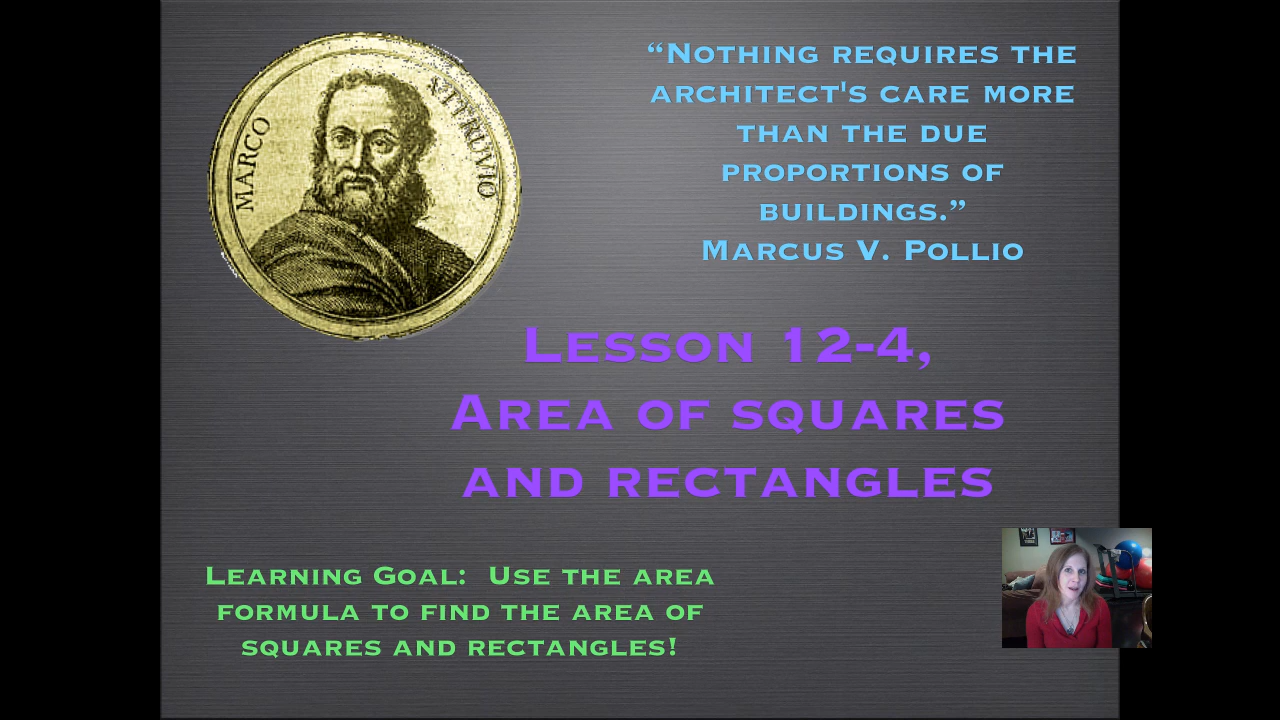 MARCO
“Nothing requires the
architect's care more
than the due
proportions of
buildings.”
Marcus V. Pollio
Lesson 12-4,
Area of squares
and rectangles
Learning Goal:  Use the area
formula to find the area of
squares and rectangles!